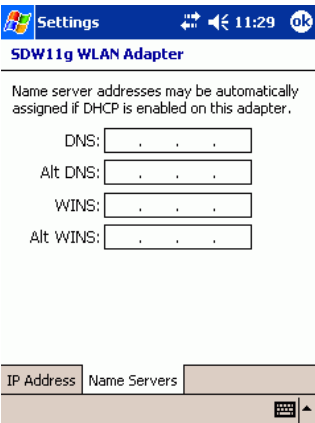 Settings 11:29 ok
SDW11g WLAN Adapter
Name server addresses may be automatically
assigned if DHCP is enabled on this adapter.
DNS: . . .
Alt DNS: . . .
WINS: . . .
Alt WINS: . . .
IP Address Name Servers